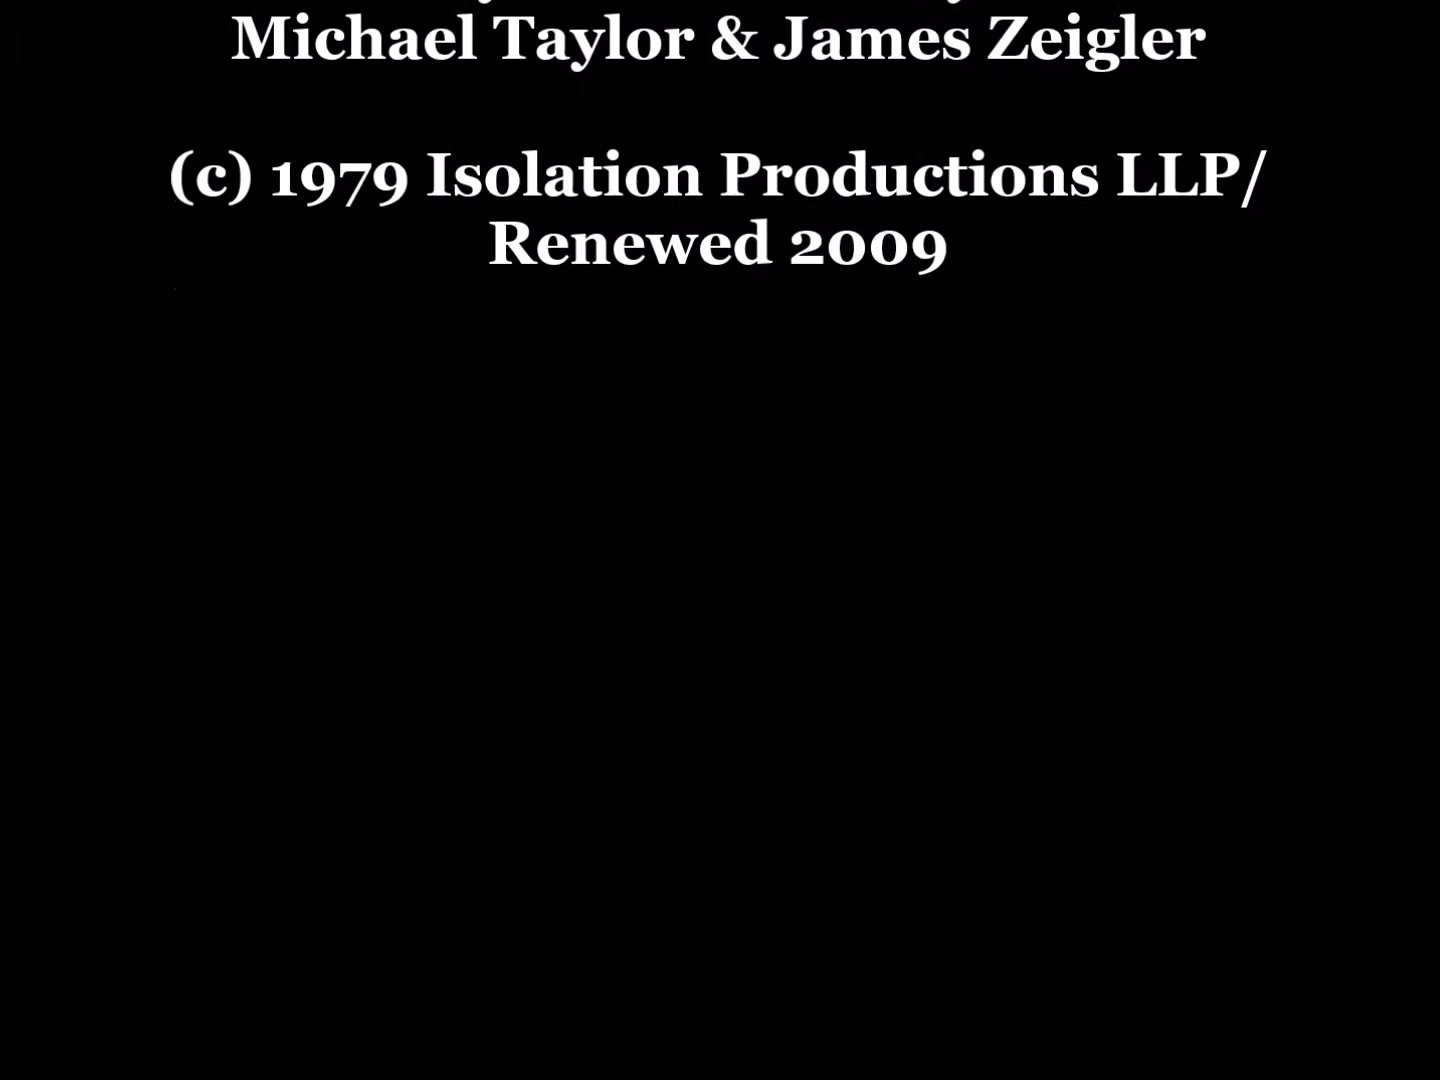 Michael Taylor & James Zeigler
(c) 1979 Isolation Productions LLP/
Renewed 2009